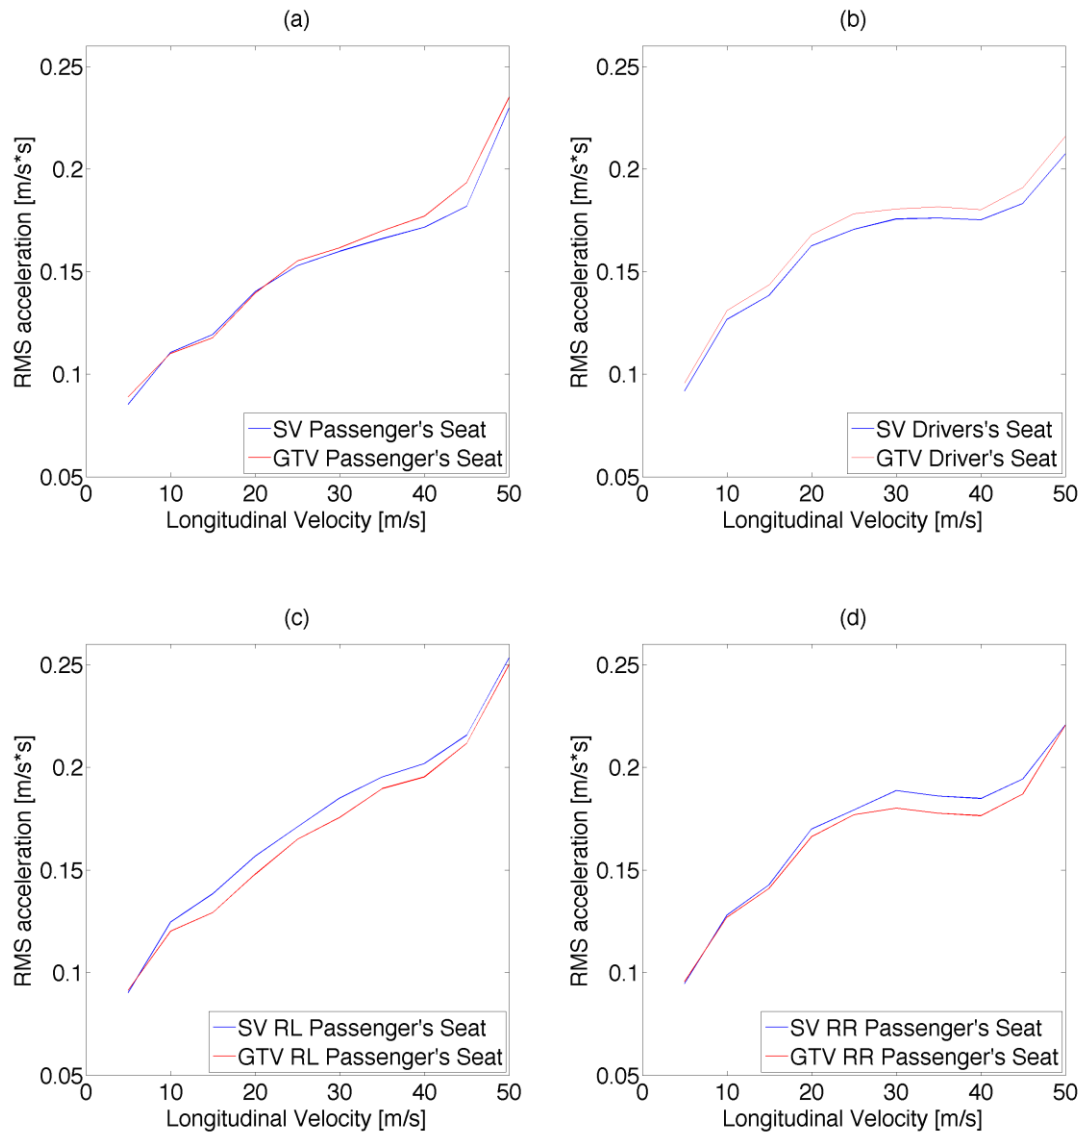 (a)
RMS acceleration [m/s*s]
0.25
0.2
0.15
0.1
0.05
0 10 20 30 40 50
Longitudinal Velocity [m/s]
SV Passenger's Seat
GTV Passenger's Seat
(b)
RMS acceleration [m/s*s]
0.25
0.2
0.15
0.1
0.05
0 10 20 30 40 50
Longitudinal Velocity [m/s]
SV Drivers's Seat
GTV Driver's Seat
(c)
RMS acceleration [m/s*s]
0.25
0.2
0.15
0.1
0.05
0 10 20 30 40 50
Longitudinal Velocity [m/s]
SV RL Passenger's Seat
GTV RL Passenger's Seat
(d)
RMS acceleration [m/s*s]
0.25
0.2
0.15
0.1
0.05
0 10 20 30 40 50
Longitudinal Velocity [m/s]
SV RR Passenger's Seat
GTV RR Passenger's Seat